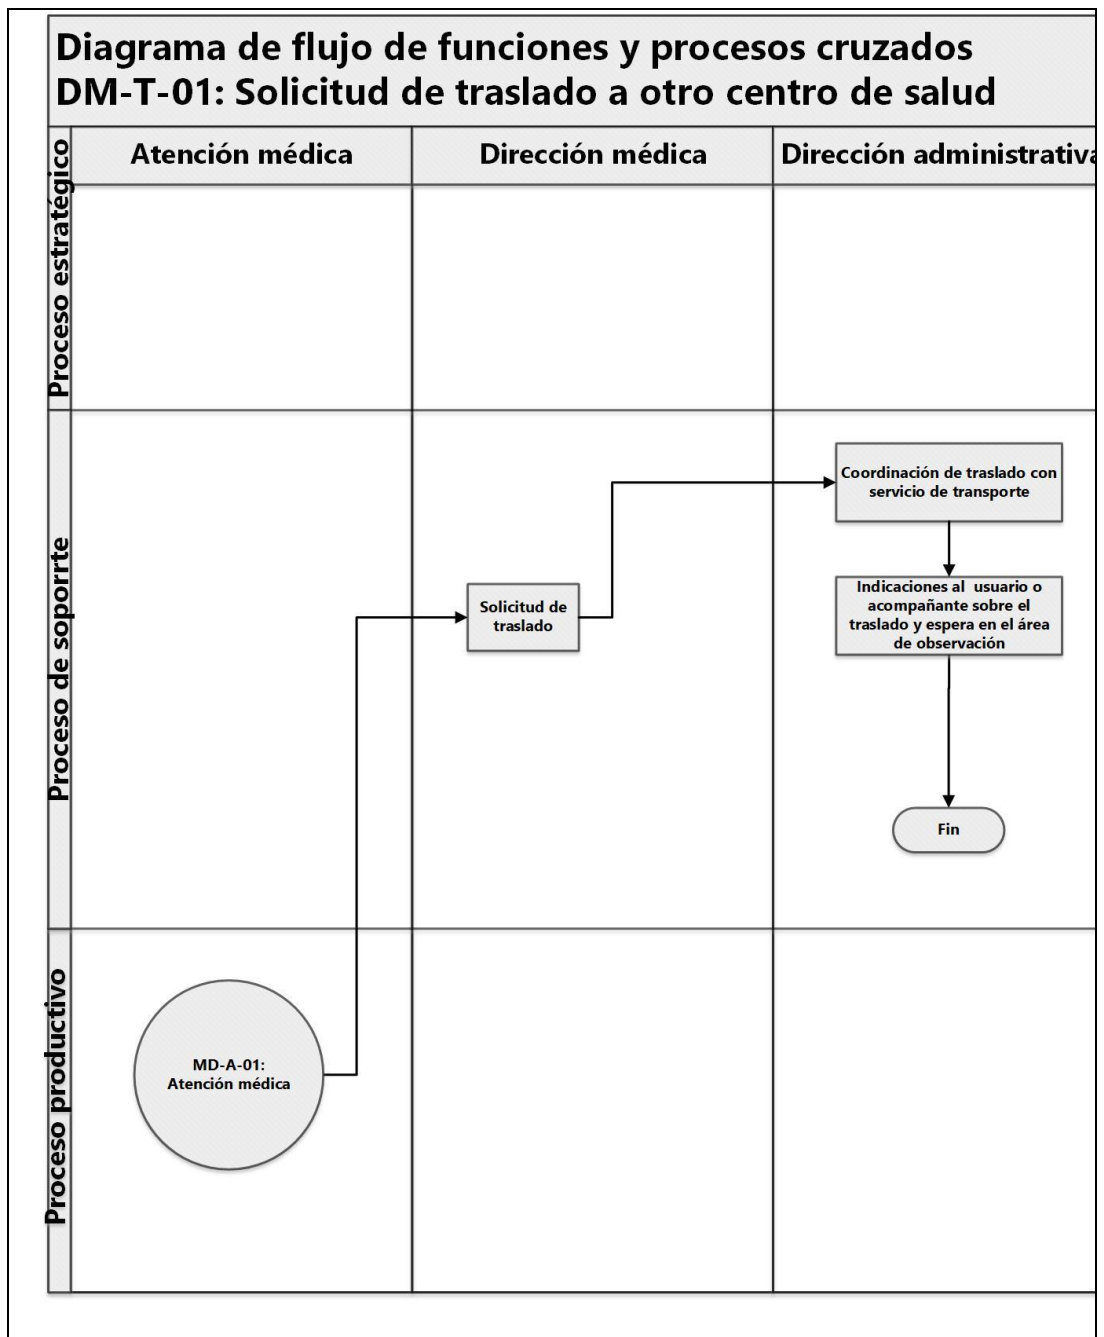 Diagrama de flujo de funciones y procesos cruzados
DM-T-01: Solicitud de traslado a otro centro de salud
Atención médica
Dirección médica
Dirección administrativa
Proceso estratégico
Proceso de soporrte
Coordinación de traslado con
servicio de transporte
Solicitud de
traslado
Indicaciones al usuario o
acompañante sobre el
traslado y espera en el área
de observación
Fin
Proceso productivo
MD-A-01:
Atención médica